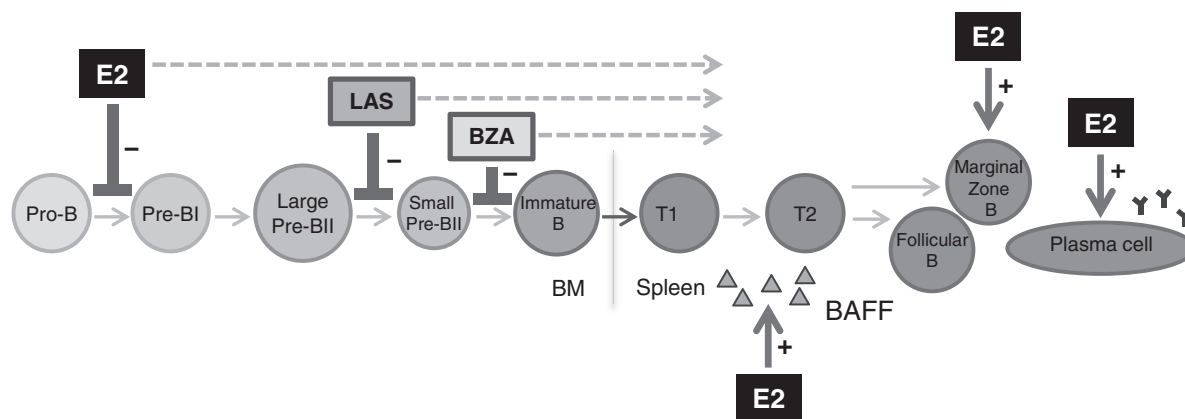 E2
E2
LAS
E2
BZA
–
–
–
+
+
Pro-B
Pre-BI
Large
Pre-BII
Small
Pre-BII
Immature
B
T1
T2
Marginal
Zone
B
Follicular
B
Plasma cell
BM
Spleen
BAFF
+
E2